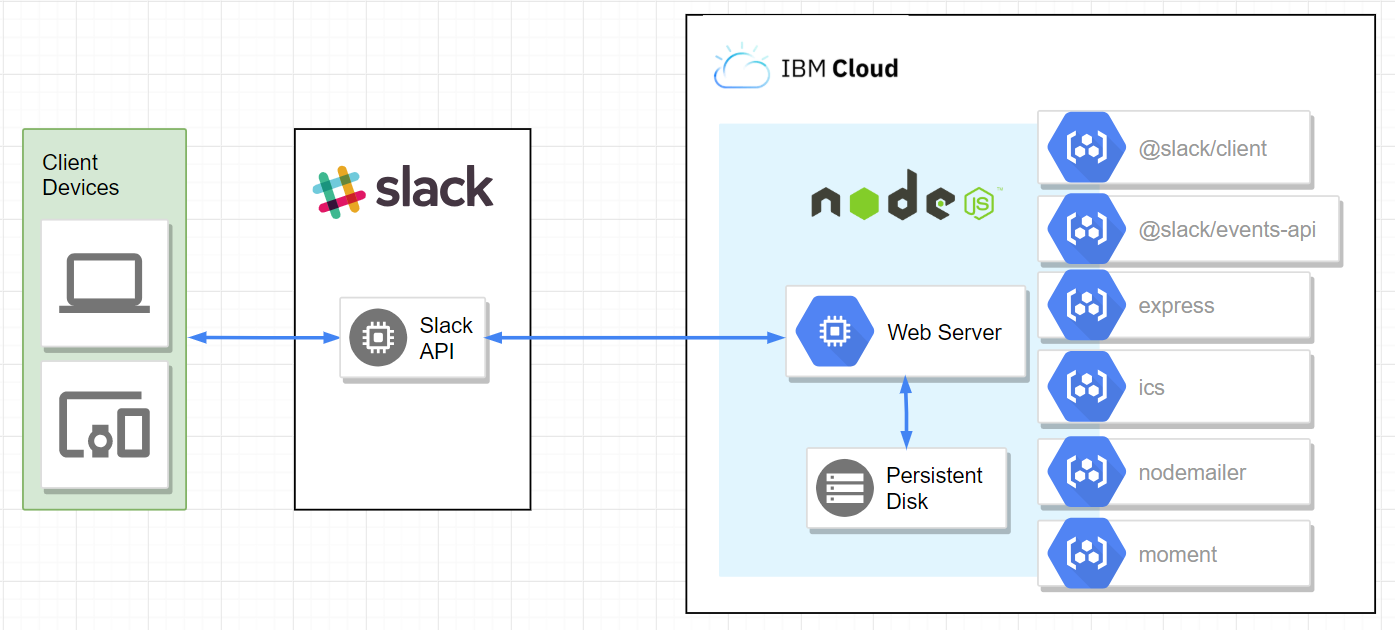 Client
Devices
slack
Slack
API
IBM Cloud
node
JS
™
Web Server
Persistent
Disk
@slack/client
@slack/events-api
express
ics
nodemailer
moment